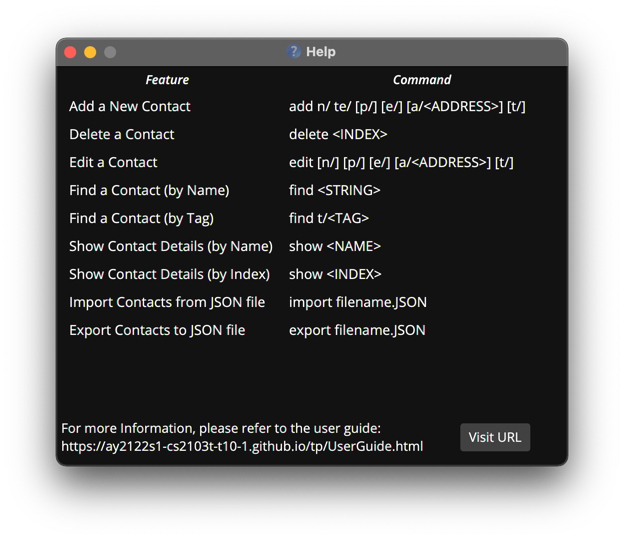 Help
Feature Command
Add a New Contact add n/ te/ [p/] [e/] [a/<ADDRESS>] [t/]
Delete a Contact delete <INDEX>
Edit a Contact edit [n/] [p/] [e/] [a/<ADDRESS>] [t/]
Find a Contact (by Name) find <STRING>
Find a Contact (by Tag) find t/<TAG>
Show Contact Details (by Name) show <NAME>
Show Contact Details (by Index) show <INDEX>
Import Contacts from JSON file import filename.JSON
Export Contacts to JSON file export filename.JSON
For more Information, please refer to the user guide:
https://ay2122s1-cs2103t-t10-1.github.io/tp/UserGuide.html
Visit URL